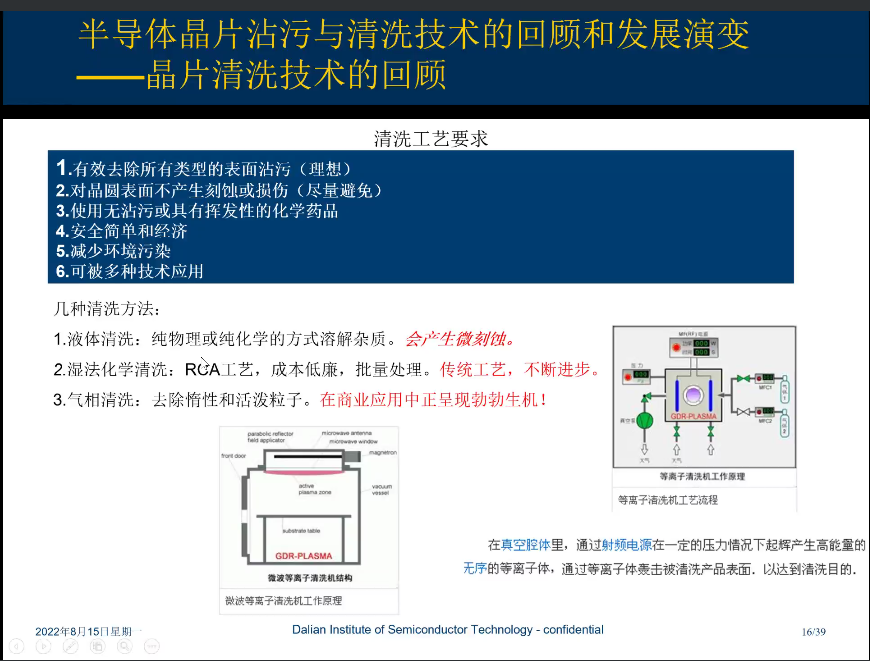 半导体晶片沾污与清洗技术的回顾和发展演变
——晶片清洗技术的回顾
清洗工艺要求
1.有效去除所有类型的表面沾污（理想）
2.对晶圆表面不产生刻蚀或损伤（尽量避免）
3.使用无沾污或具有挥发性的化学药品
4.安全简单和经济
5.减少环境污染
6.可被多种技术应用
几种清洗方法：
1.液体清洗：纯物理或纯化学的方式溶解杂质。会产生微刻蚀。
2.湿法化学清洗：RCA工艺，成本低廉，批量处理。传统工艺，不断进步。
3.气相清洗：去除惰性和活泼粒子。在商业应用中正呈现勃勃生机！
parabolic reflector
field applicator
microwave antenna
microwave window
front door
magnetron
active
plasma zone
vacuum
vessel
substrate table
GDR-PLASMA
微波等离子清洗机结构
微波等离子清洗机工作原理
压力
GDR-PLASMA
MFC1
MFC2
真空泵
大气
大气
等离子清洗机工作原理
等离子清洗机工艺流程
在真空腔体里，通过射频电源在一定的压力情况下起辉产生高能量的
无序的等离子体，通过等离子体轰击被清洗产品表面．以达到清洗目的．
2022年8月15日星期一
Dalian Institute of Semiconductor Technology - confidential
16/39